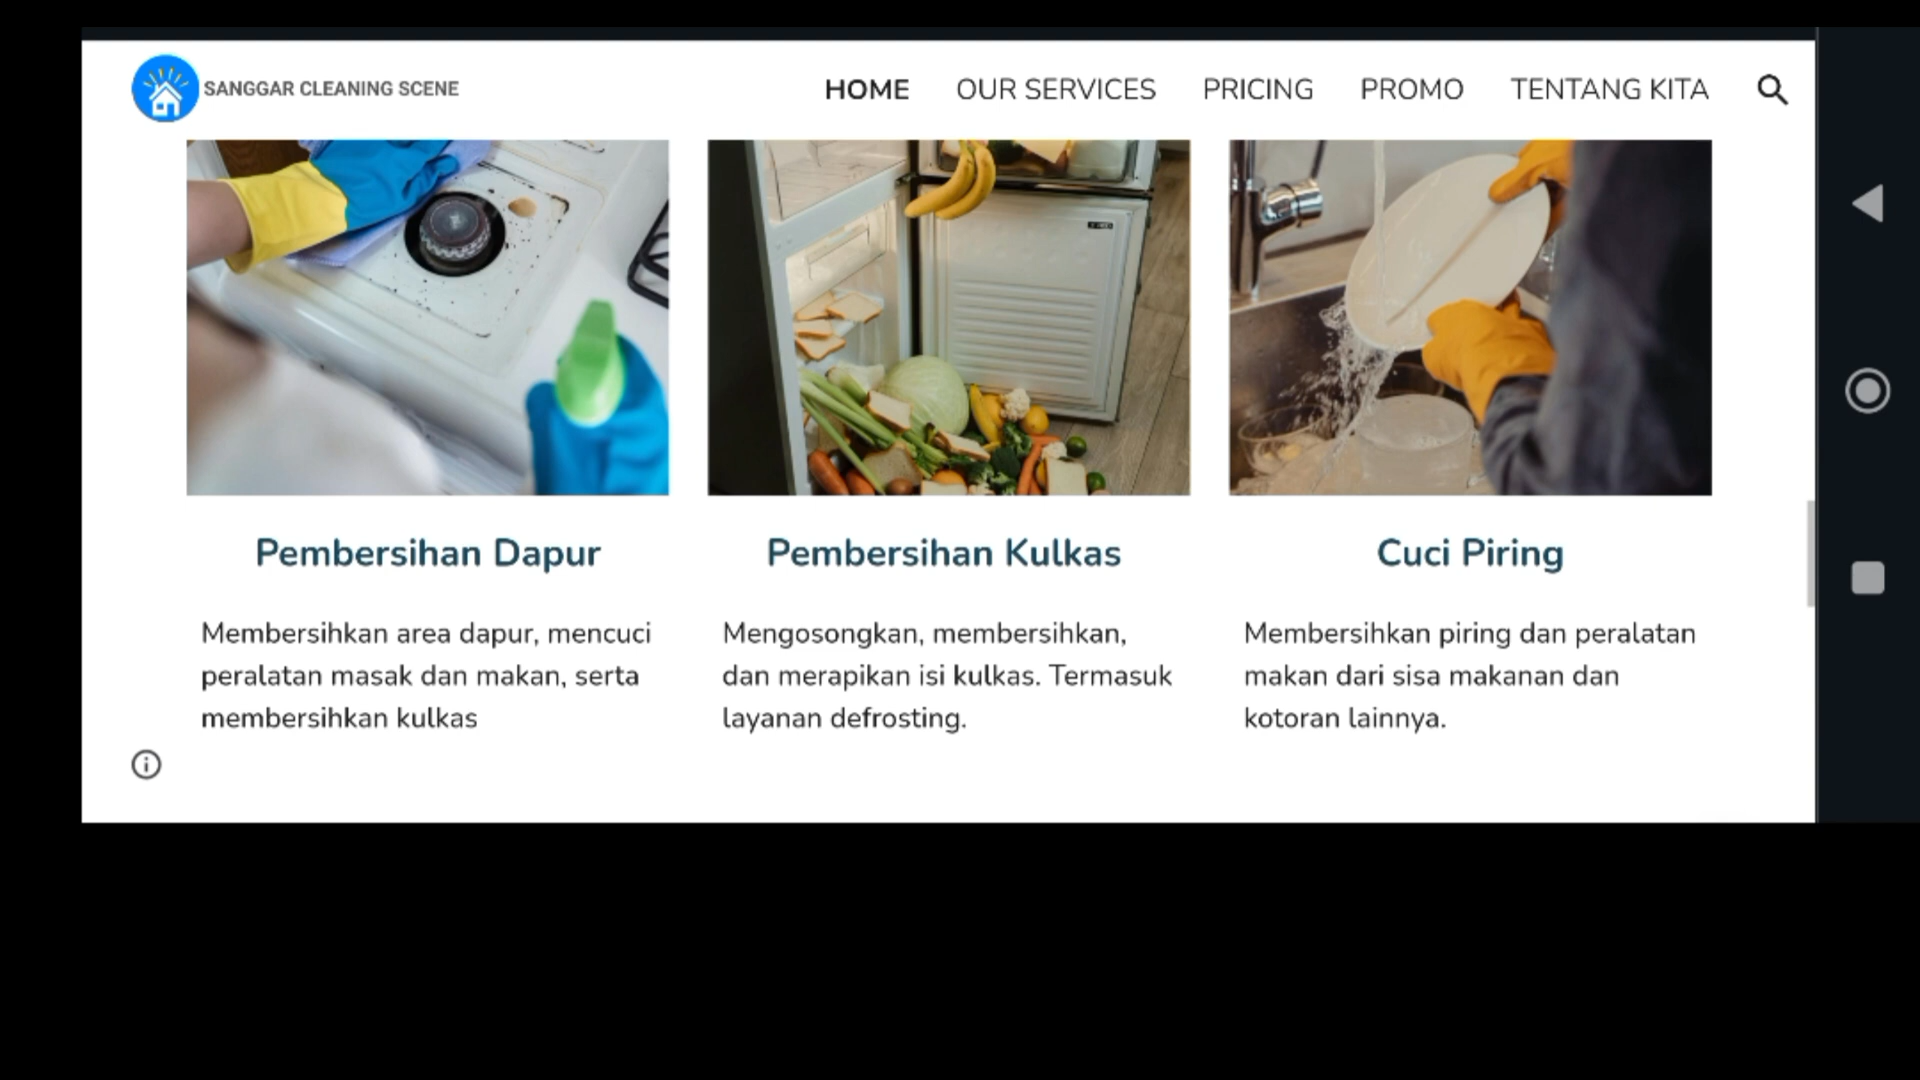 SANGGAR CLEANING SCENE
HOME OUR SERVICES PRICING PROMO TENTANG KITA
Pembersihan Dapur
Membersihkan area dapur, mencuci
peralatan masak dan makan, serta
membersihkan kulkas
Pembersihan Kulkas
Mengosongkan, membersihkan,
dan merapikan isi kulkas. Termasuk
layanan defrosting.
Cuci Piring
Membersihkan piring dan peralatan
makan dari sisa makanan dan
kotoran lainnya.